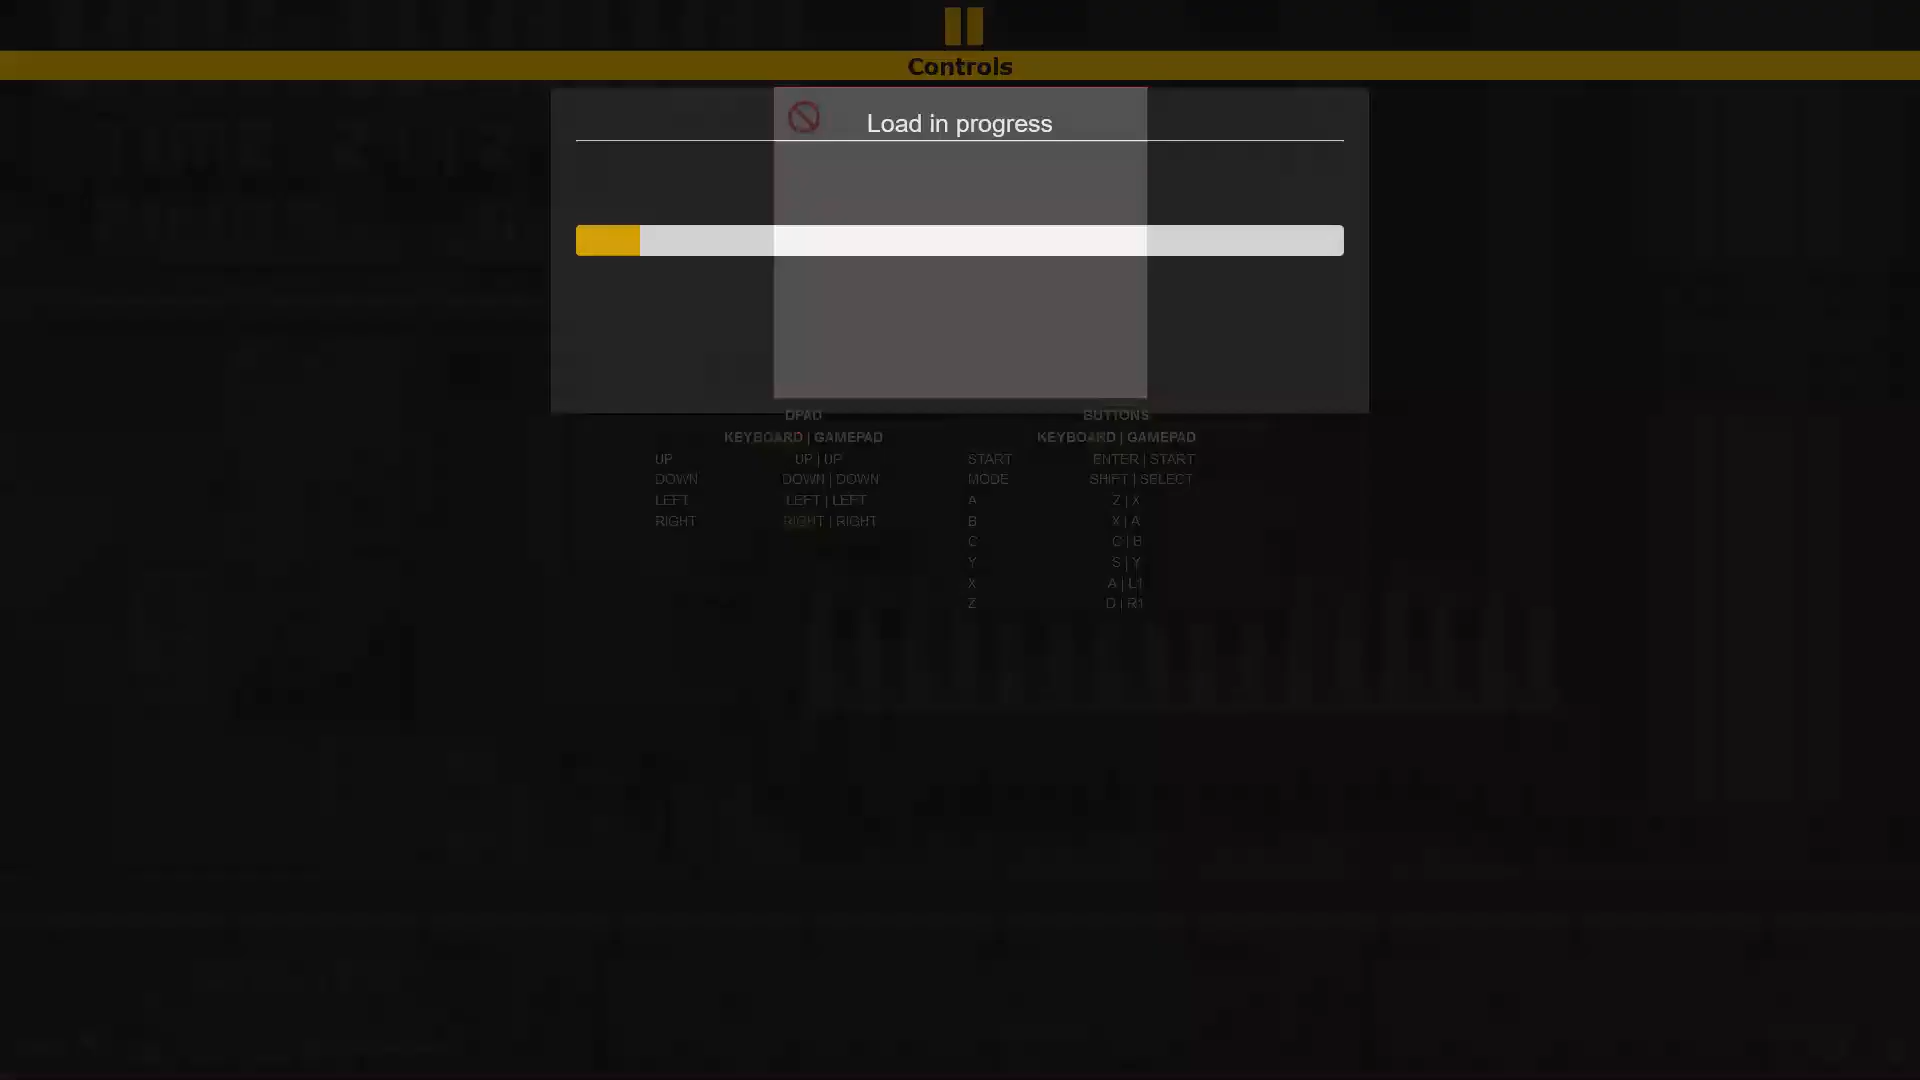 Controls
Load in progress
DPAD
KEYBOARD | GAMEPAD
UP UP | UP
DOWN DOWN | DOWN
LEFT LEFT | LEFT
RIGHT RIGHT | RIGHT
BUTTONS
KEYBOARD | GAMEPAD
START ENTER | START
MODE SHIFT | SELECT
A Z | X
B X | A
C C | B
Y S | Y
X A | L1
Z D | R1